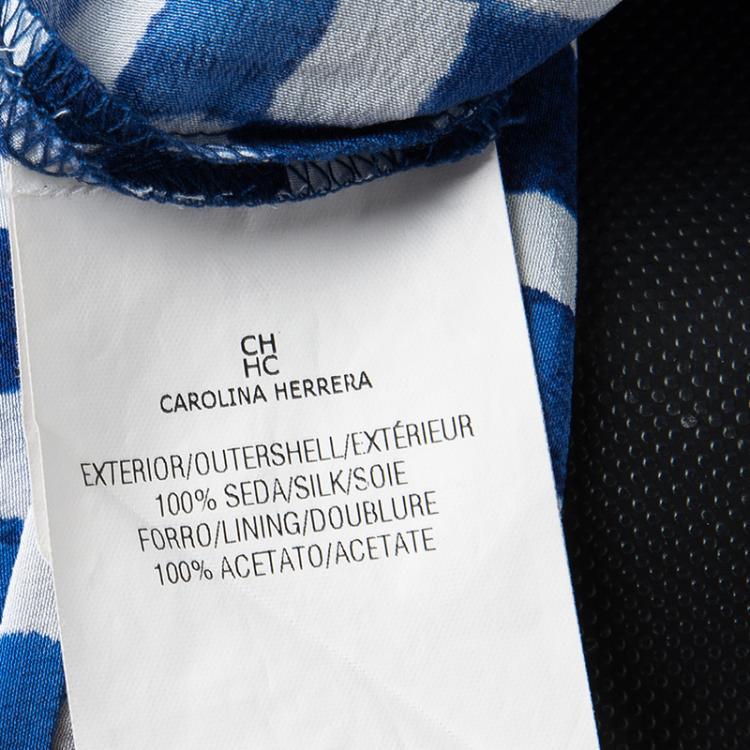 CH
HC
CAROLINA HERRERA
EXTERIOR/OUTERSHELL/EXTÉRIEUR
100% SEDA/SILK/SOIE
FORRO/LINING/DOUBLURE
100% ACETATO/ACETATE